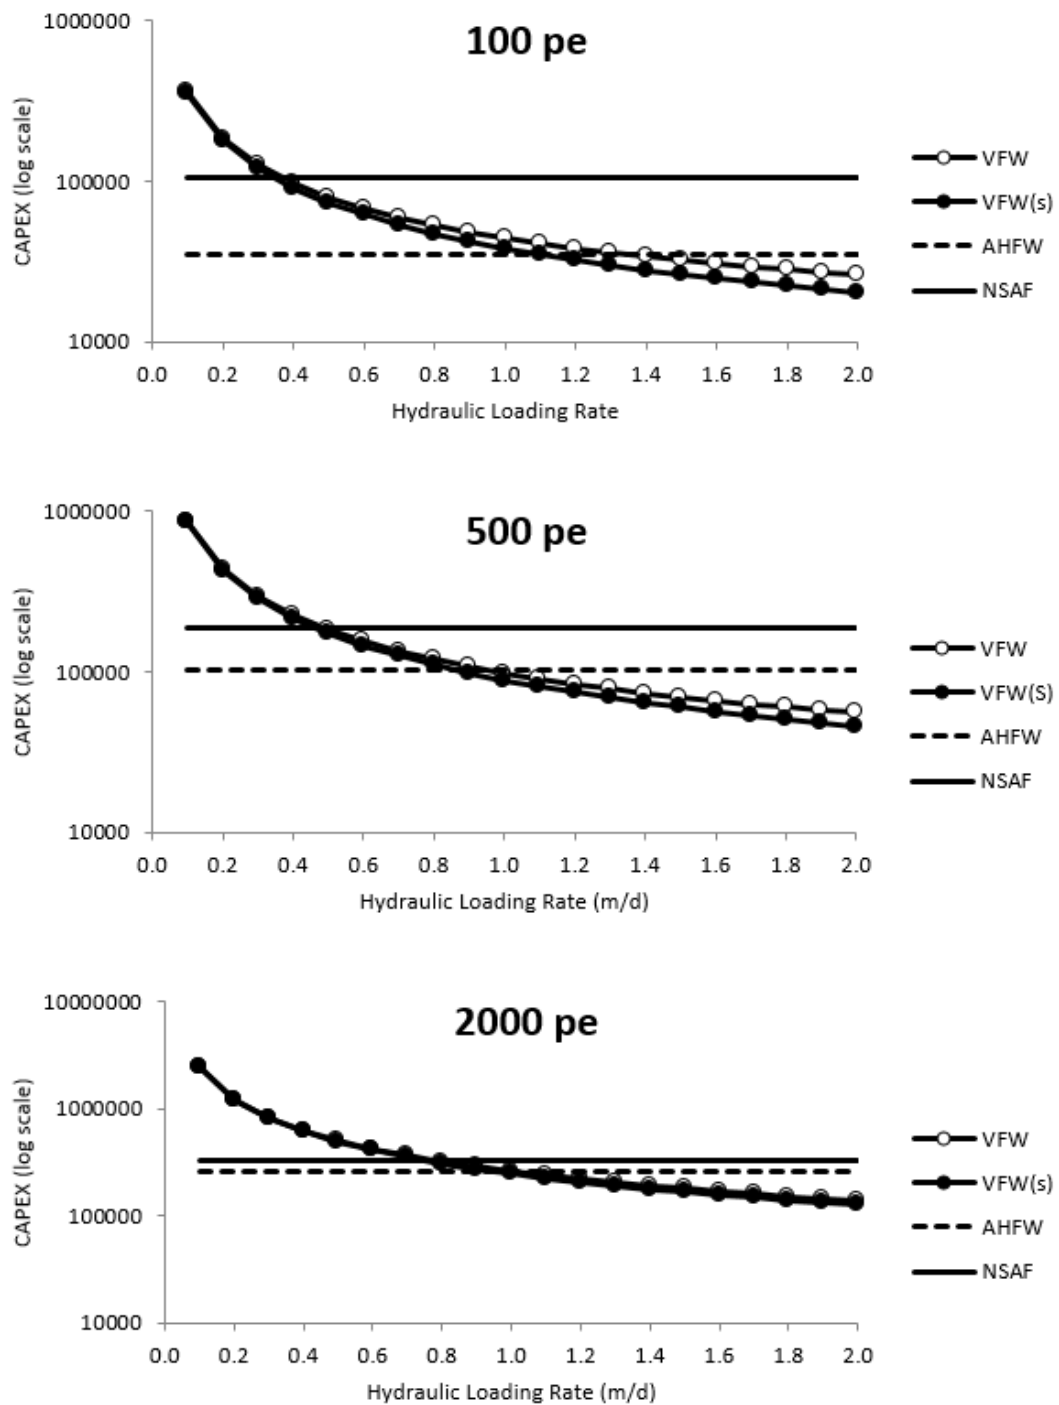 100 pe
CAPEX (log scale)
1000000
100000
10000
0.0 0.2 0.4 0.6 0.8 1.0 1.2 1.4 1.6 1.8 2.0
Hydraulic Loading Rate
VFW
VFW(s)
AHFW
NSAF
500 pe
CAPEX (log scale)
1000000
100000
10000
0.0 0.2 0.4 0.6 0.8 1.0 1.2 1.4 1.6 1.8 2.0
Hydraulic Loading Rate (m/d)
VFW
VFW(S)
AHFW
NSAF
2000 pe
CAPEX (log scale)
10000000
1000000
100000
10000
0.0 0.2 0.4 0.6 0.8 1.0 1.2 1.4 1.6 1.8 2.0
Hydraulic Loading Rate (m/d)
VFW
VFW(s)
AHFW
NSAF